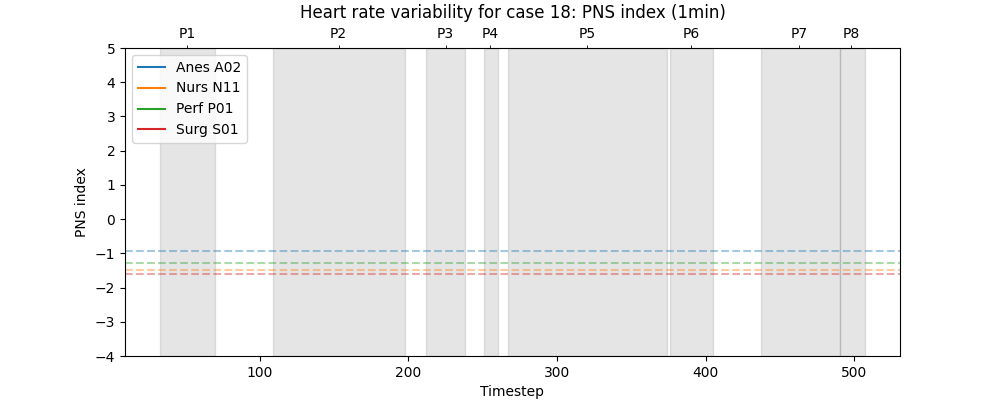 Heart rate variability for case 18: PNS index (1min)
P1 P2 P3 P4 P5 P6 P7 P8
Anes A02
Nurs N11
Perf P01
Surg S01
5
4
3
2
1
0
−1
−2
−3
−4
PNS index
100 200 300 400 500
Timestep